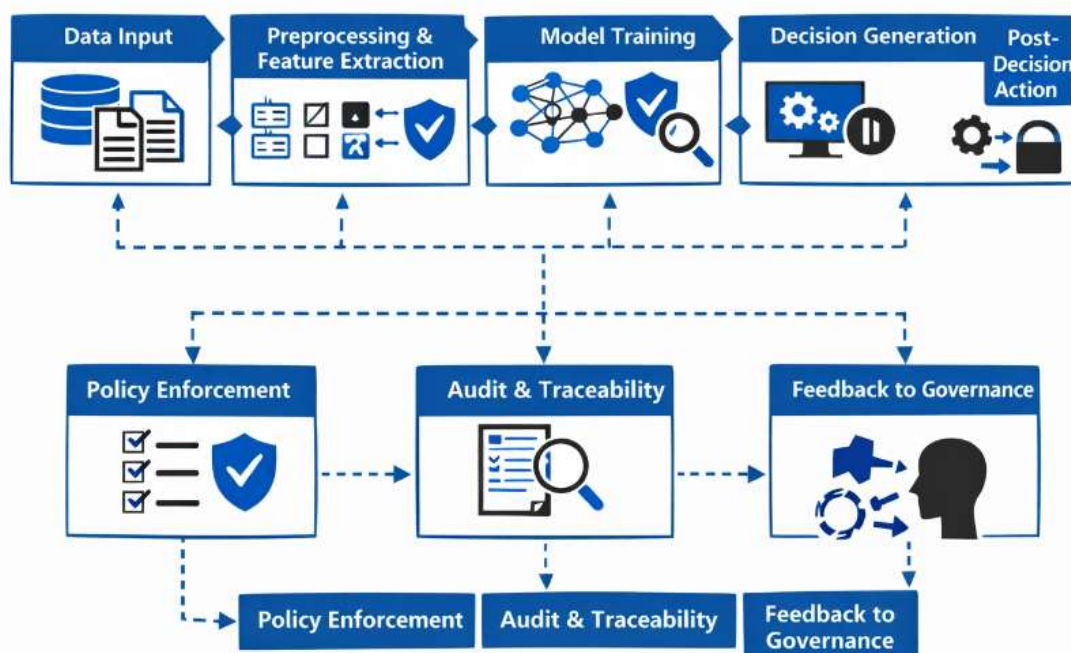 Data Input
Preprocessing &
Feature Extraction
Model Training
Decision Generation
Post-
Decision
Action
Policy Enforcement
Audit & Traceability
Feedback to Governance
Policy Enforcement
Audit & Traceability
Feedback to
Governance